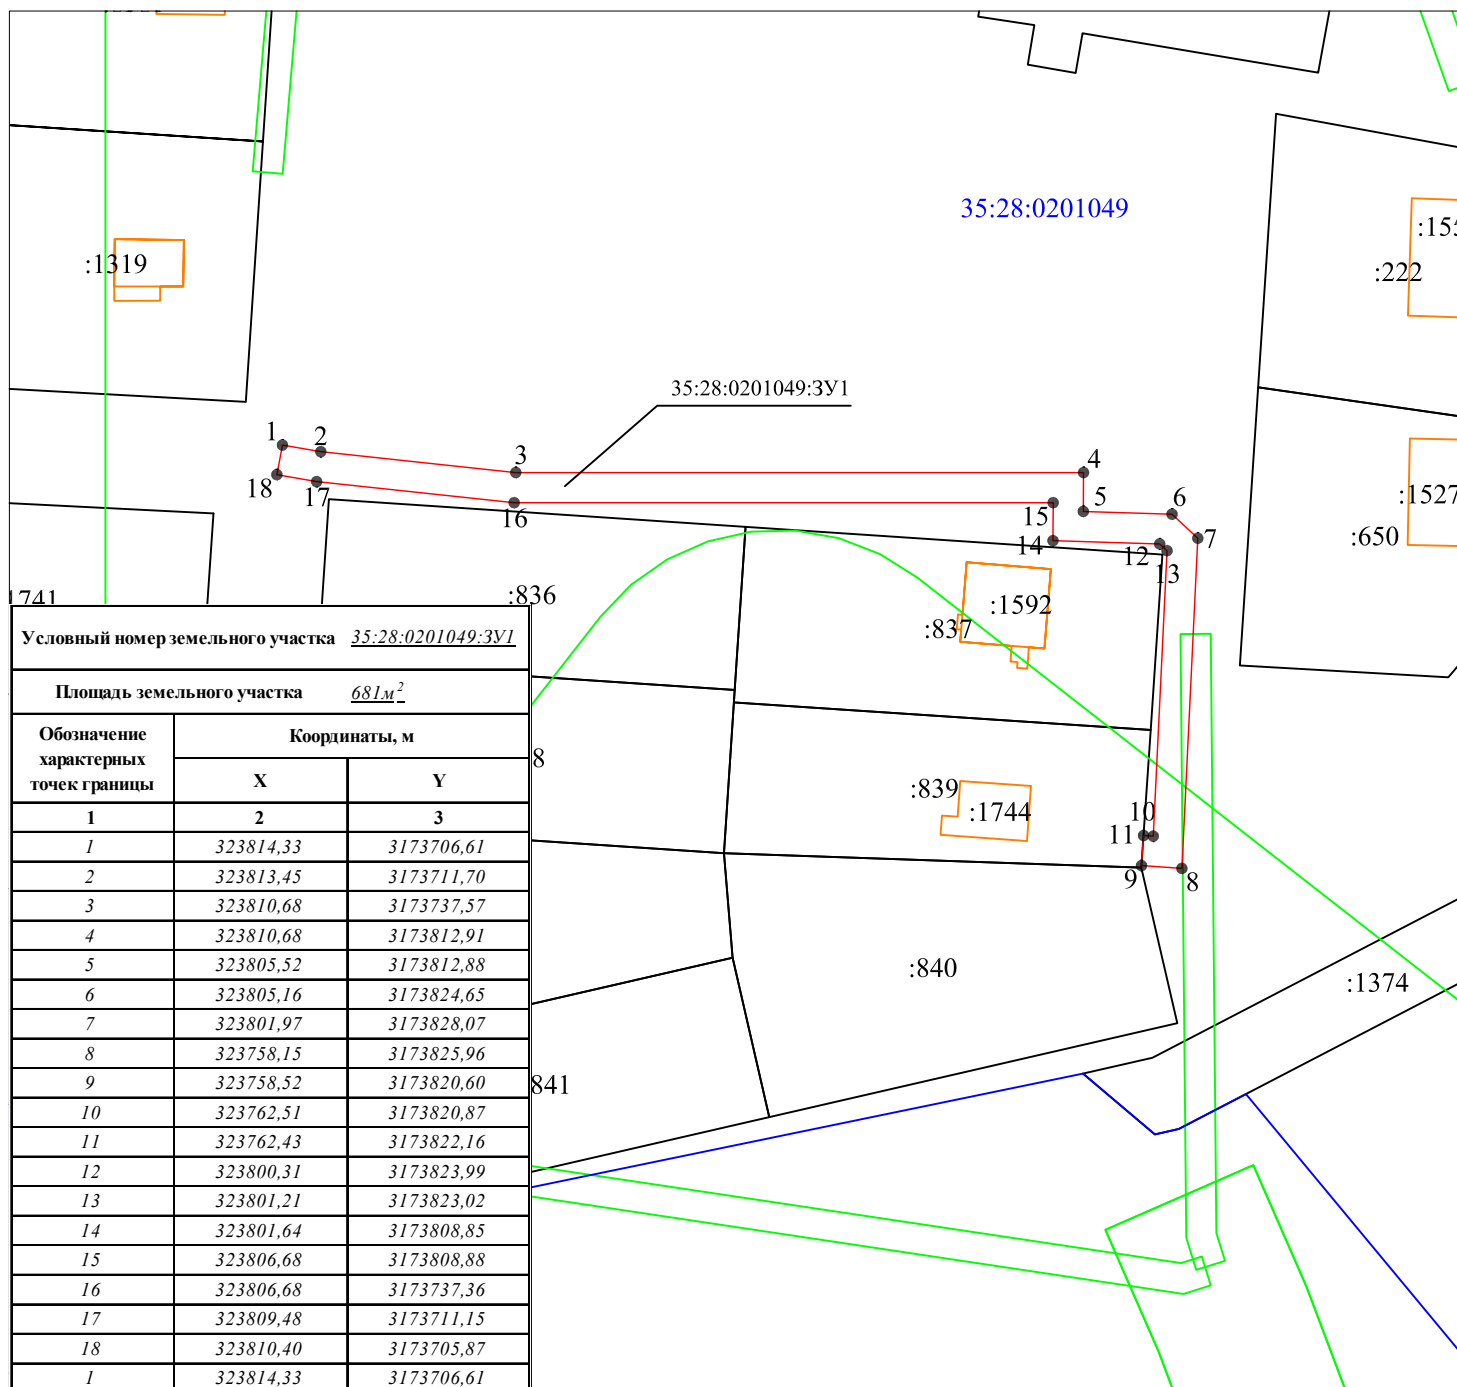 35:28:0201049
:1319
:222
35:28:0201049:ЗУ1
1
2
3
4
5
6
7
8
9
10
11
12
13
14
15
16
17
18
:1527
:650
:836
:1592
:837
:839
:1744
:840
:1374
841
1741
Условный номер земельного участка 35:28:0201049:ЗУ1
Площадь земельного участка 681м²
Обозначение характерных точек границы
Координаты, м
X Y
1 2 3
1 323814,33 3173706,61
2 323813,45 3173711,70
3 323810,68 3173737,57
4 323810,68 3173812,91
5 323805,52 3173812,88
6 323805,16 3173824,65
7 323801,97 3173828,07
8 323758,15 3173825,96
9 323758,52 3173820,60
10 323762,51 3173820,87
11 323762,43 3173822,16
12 323800,31 3173823,99
13 323801,21 3173823,02
14 323801,64 3173808,85
15 323806,68 3173808,88
16 323806,68 3173737,36
17 323809,48 3173711,15
18 323810,40 3173705,87
1 323814,33 3173706,61